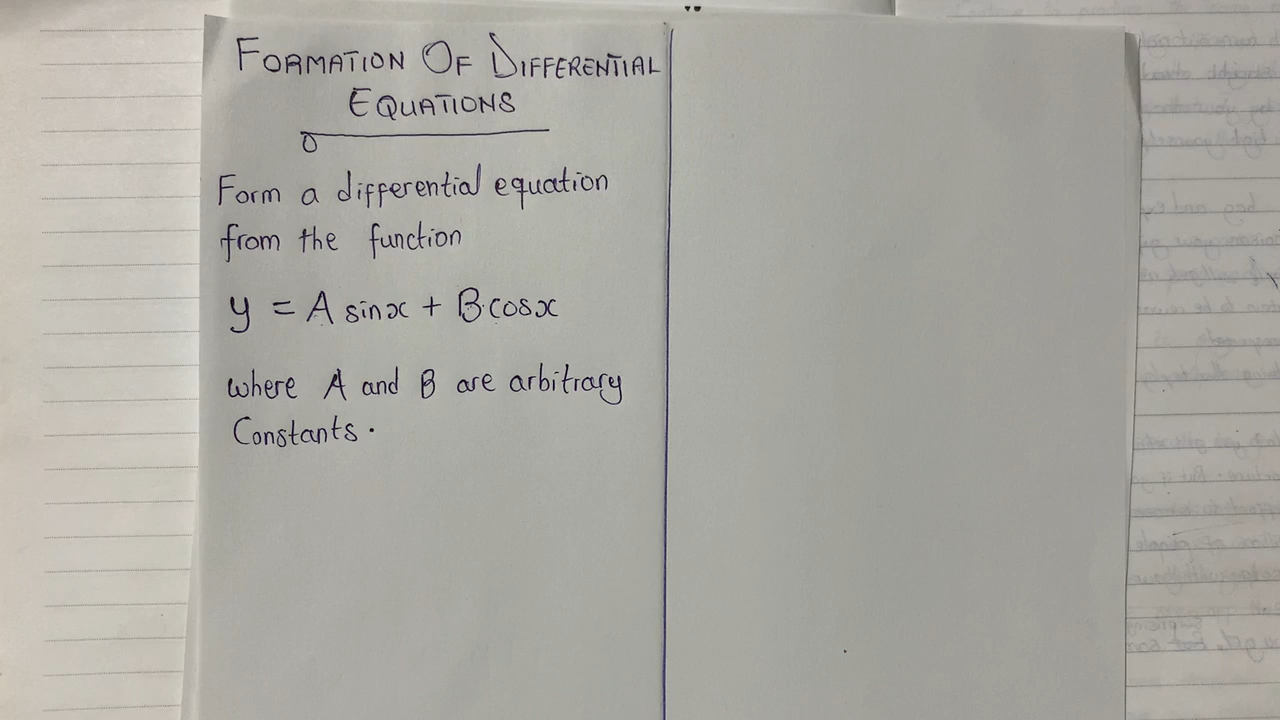 FORMATION OF DIFFERENTIAL
EQUATIONS
Form a differential equation
from the function
y = A sinx + B cosx
where A and B are arbitrary
Constants.